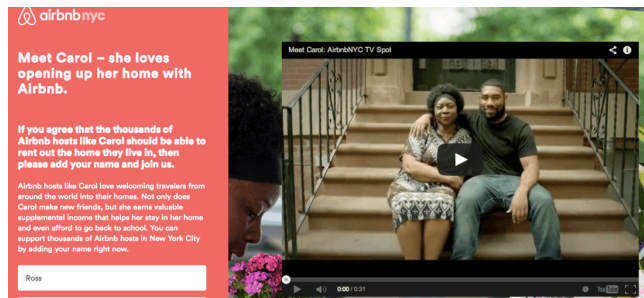 airbnbnyc
Meet Carol – she loves
opening up her home with
Airbnb.
If you agree that the thousands of
Airbnb hosts like Carol should be able to
rent out the home they live in, then
please add your name and join us.
Airbnb hosts like Carol love welcoming travelers from
around the world into their homes. Not only does
Carol make new friends, but she earns valuable
supplemental income that helps her stay in her home
and even afford to go back to school. You can
support thousands of Airbnb hosts in New York City
by adding your name right now.
Ross
Meet Carol: AirbnbNYC TV Spot
0:00 / 0:31
YouTube